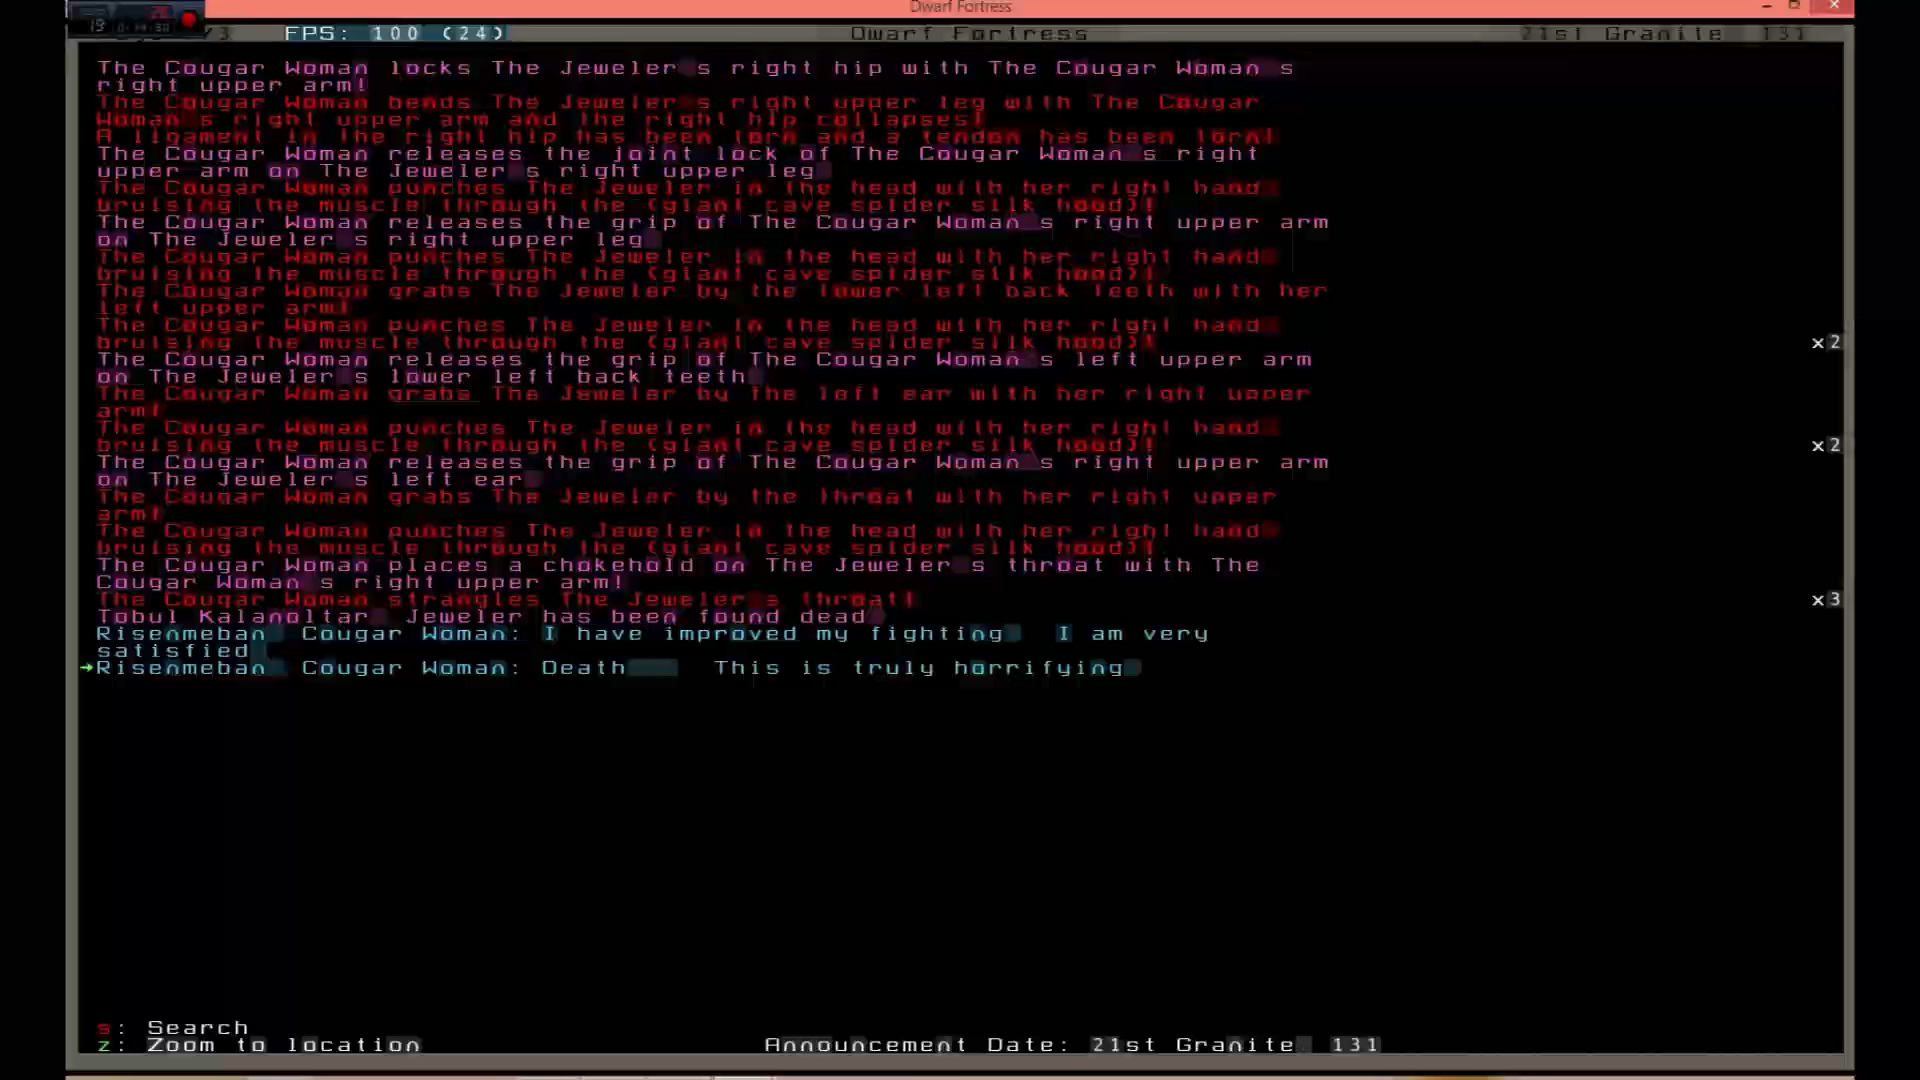 Dwarf Fortress
FPS: 100 (24)
Dwarf Fortress
21st Granite 131
The Cougar Woman locks The Jeweler s right hip with The Cougar Woman s
right upper arm!
The Cougar Woman bends The Jeweler s right upper leg with The Cougar
Woman s right upper arm and the right hip collapses!
A ligament in the right hip has been torn and a tendon has been torn!
The Cougar Woman releases the joint lock of The Cougar Woman s right
upper arm on The Jeweler s right upper leg
The Cougar Woman punches The Jeweler in the head with her right hand
bruising the muscle through the (giant cave spider silk hood)!
The Cougar Woman releases the grip of The Cougar Woman s right upper arm
on The Jeweler s right upper leg
The Cougar Woman punches The Jeweler in the head with her right hand
bruising the muscle through the (giant cave spider silk hood)!
The Cougar Woman grabs The Jeweler by the lower left back teeth with her
left upper arm!
The Cougar Woman punches The Jeweler in the head with her right hand
bruising the muscle through the (giant cave spider silk hood)! x2
The Cougar Woman releases the grip of The Cougar Woman s left upper arm
on The Jeweler s lower left back teeth
The Cougar Woman grabs The Jeweler by the left ear with her right upper
arm!
The Cougar Woman punches The Jeweler in the head with her right hand
bruising the muscle through the (giant cave spider silk hood)! x2
The Cougar Woman releases the grip of The Cougar Woman s right upper arm
on The Jeweler s left ear
The Cougar Woman grabs The Jeweler by the throat with her right upper
arm!
The Cougar Woman punches The Jeweler in the head with her right hand
bruising the muscle through the (giant cave spider silk hood)!
The Cougar Woman places a chokehold on The Jeweler s throat with The
Cougar Woman s right upper arm!
The Cougar Woman strangles The Jeweler s throat! x3
Tobul Kalanoltar Jeweler has been found dead
Risenmeban Cougar Woman: I have improved my fighting I am very
satisfied
Risenmeban Cougar Woman: Death This is truly horrifying
s: Search
z: Zoom to location
Announcement Date: 21st Granite 131